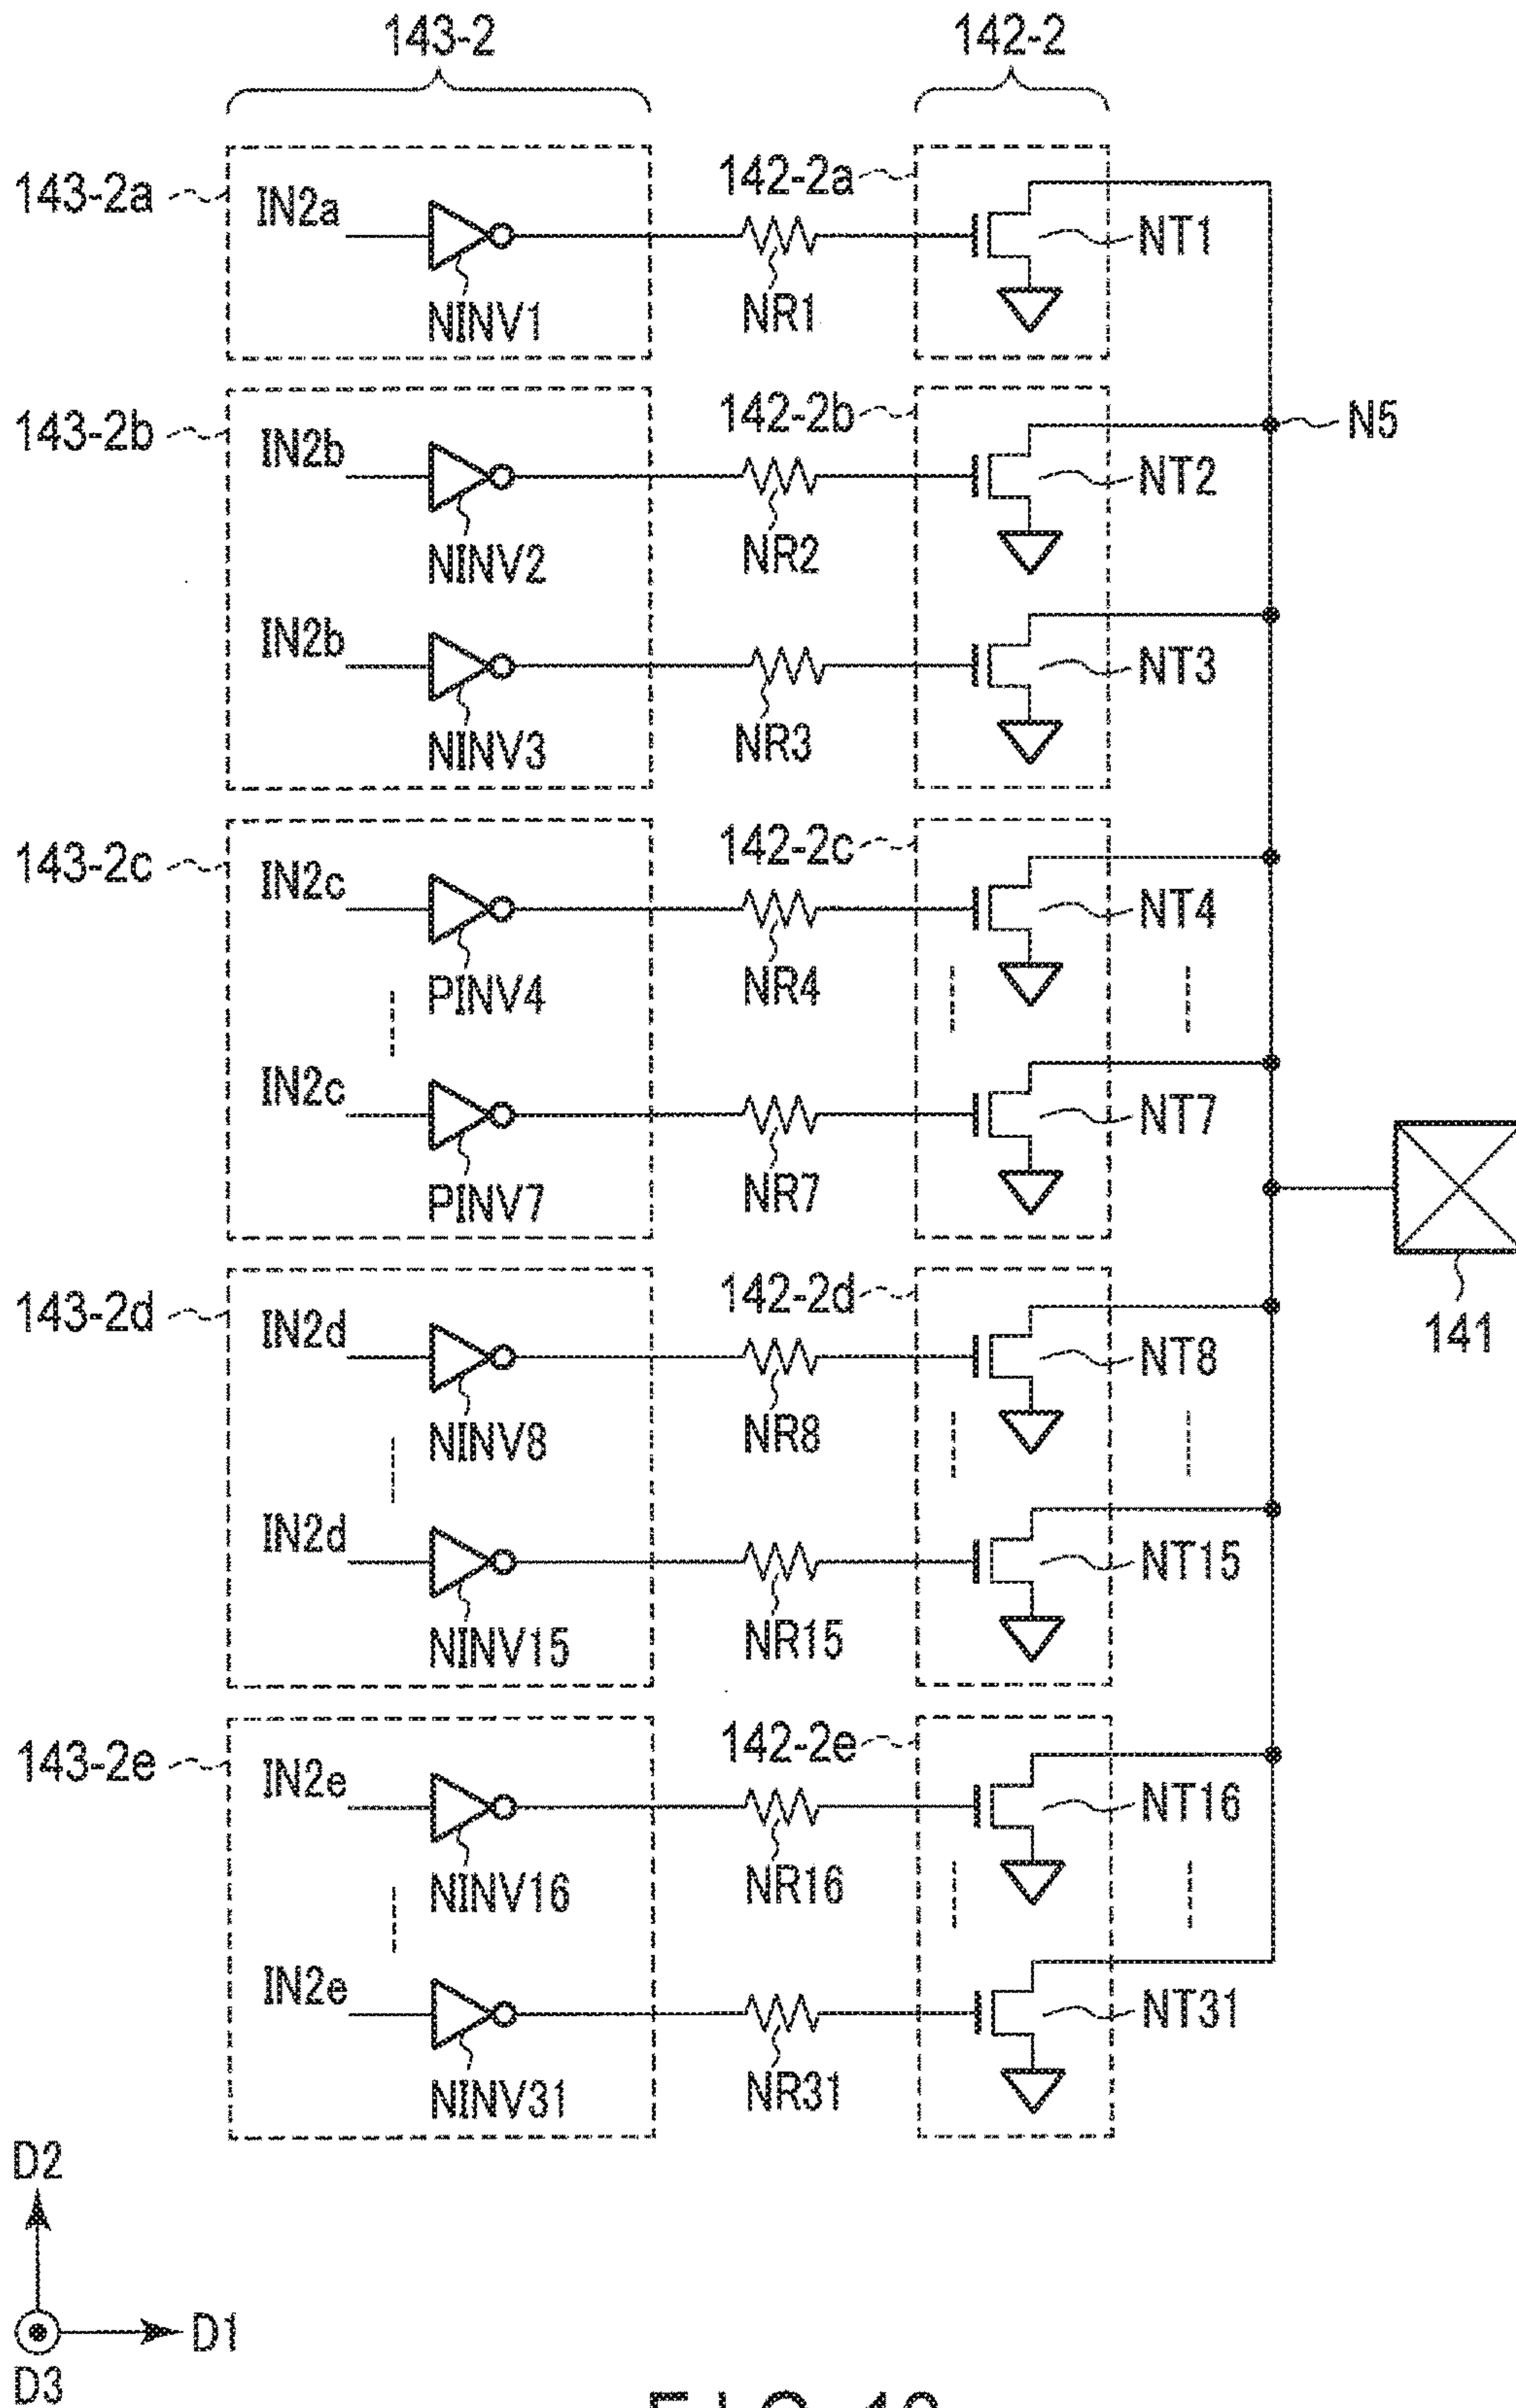 143-2 142-2
143-2a IN2a NINV1 NR1 142-2a NT1
143-2b IN2b NINV2 NR2 142-2b NT2 N5
IN2b NINV3 NR3 NT3
143-2c IN2c PINV4 NR4 142-2c NT4
IN2c PINV7 NR7 NT7
141
143-2d IN2d NINV8 NR8 142-2d NT8
IN2d NINV15 NR15 NT15
143-2e IN2e NINV16 NR16 142-2e NT16
IN2e NINV31 NR31 NT31
D2
D1
D3